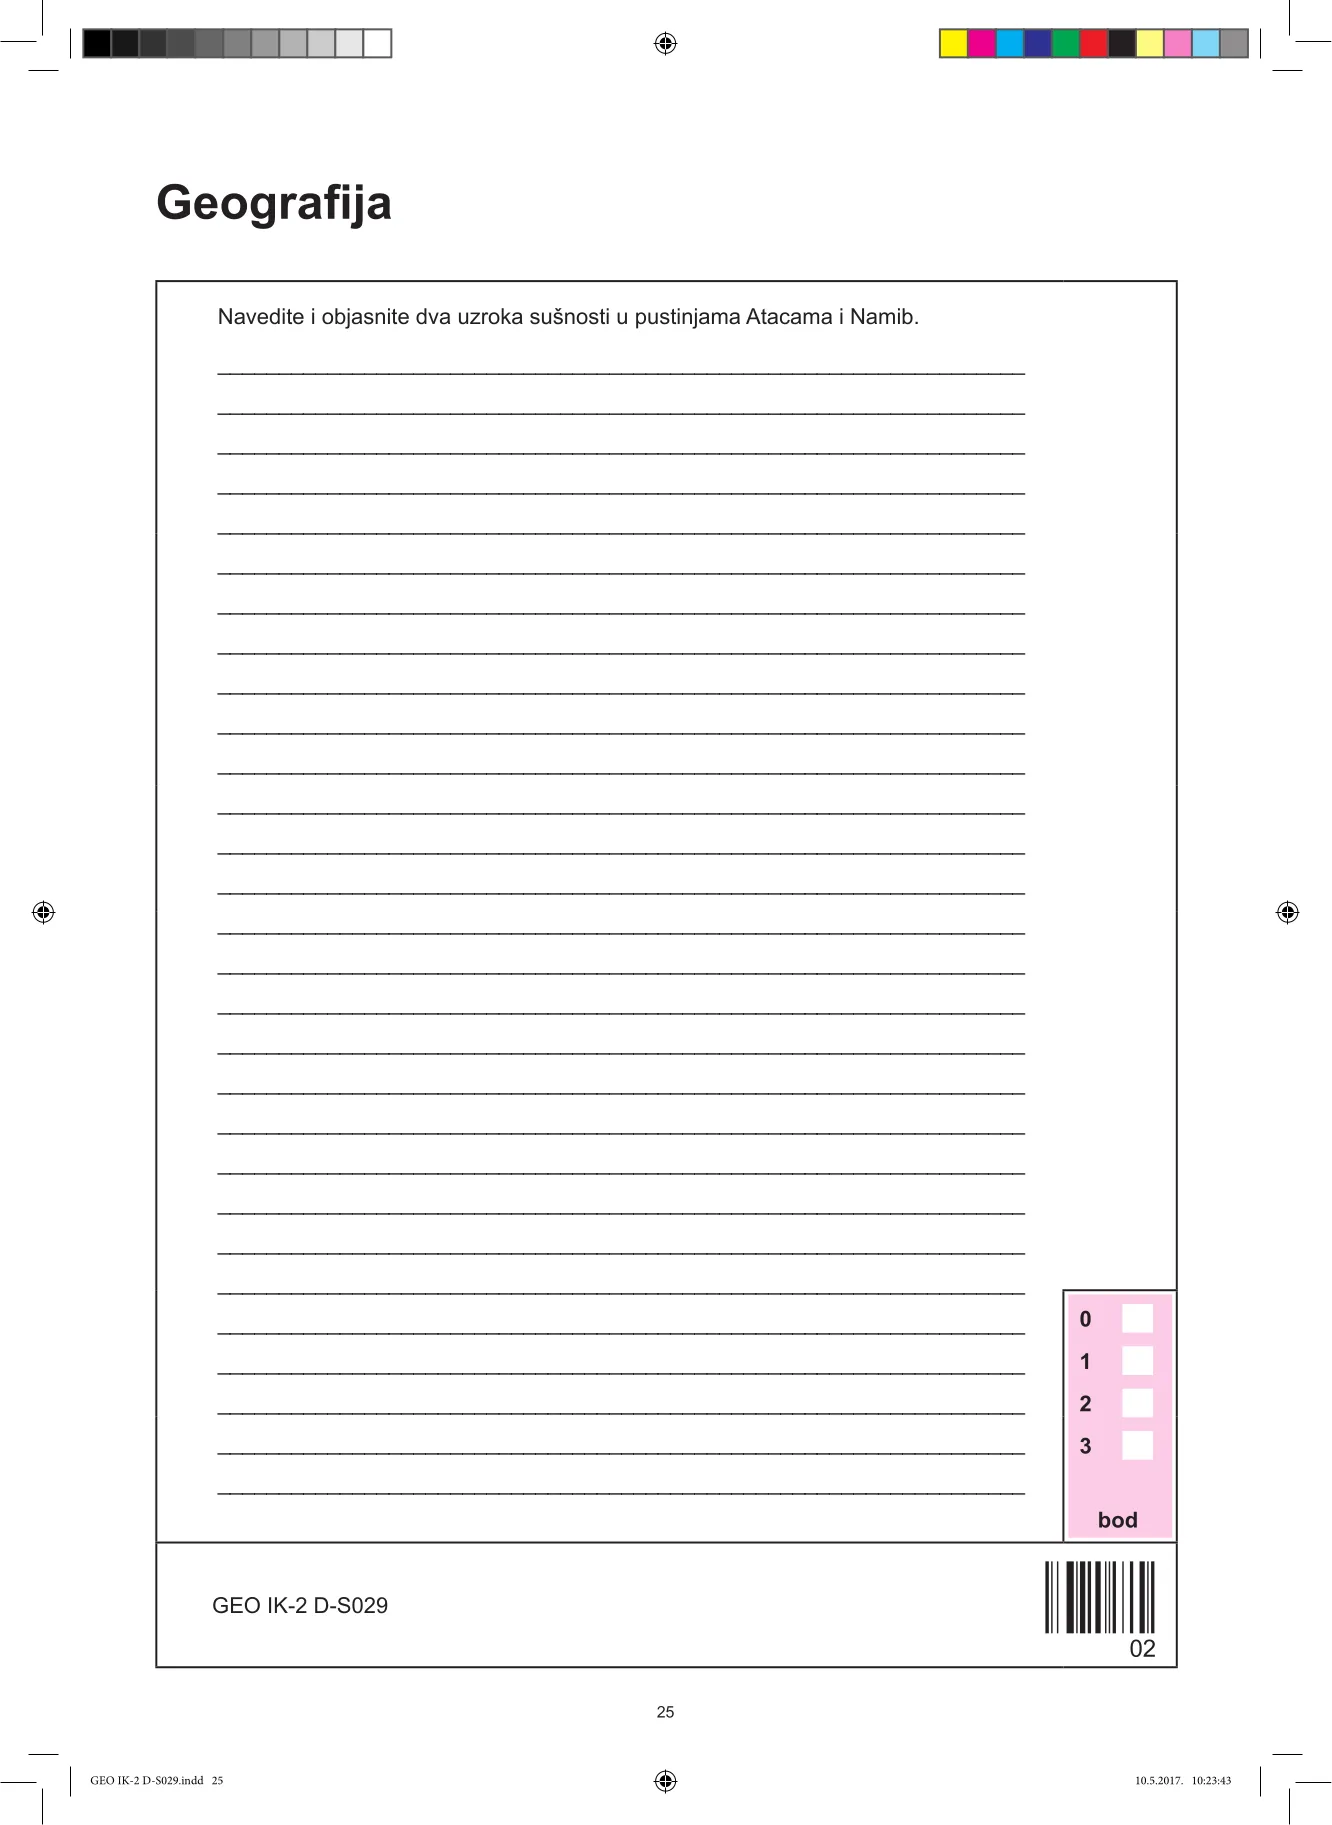 Geografija
Navedite i objasnite dva uzroka sušnosti u pustinjama Atacama i Namib.
0
1
2
3
bod
GEO IK-2 D-S029
02
25
GEO IK-2 D-S029.indd 25
10.5.2017. 10:23:43